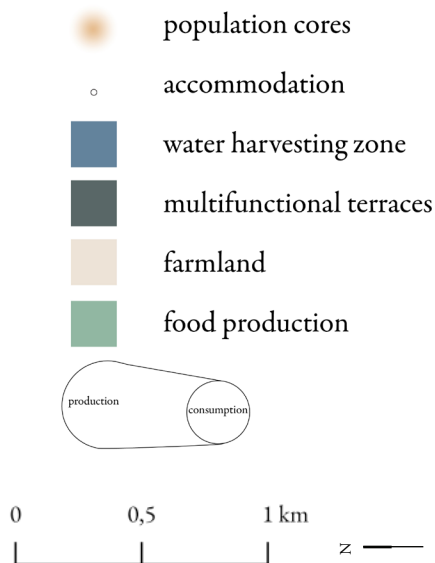 population cores
accommodation
water harvesting zone
multifunctional terraces
farmland
food production
production
consumption
0 0,5 1 km
N